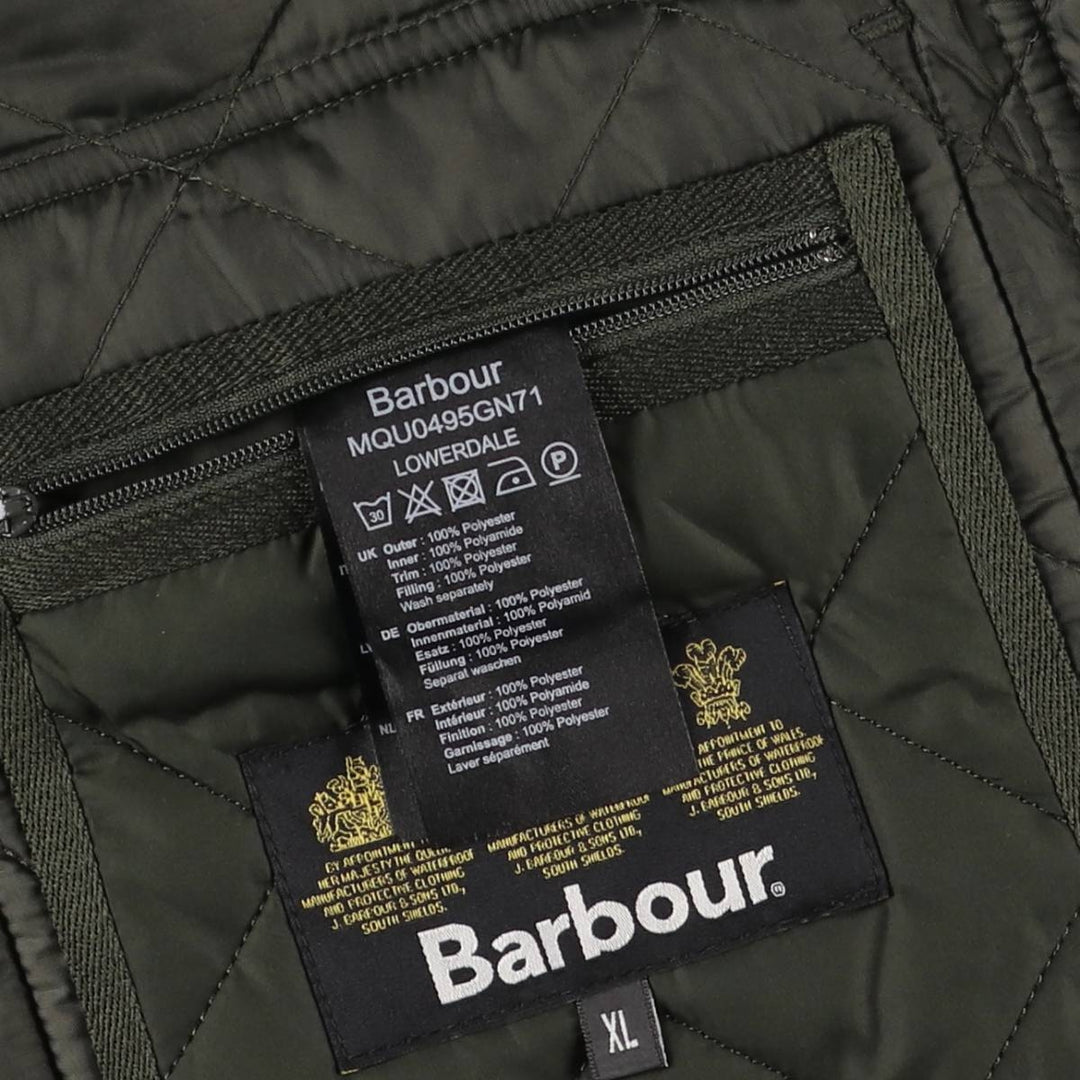 Barbour
MQU0495GN71
LOWERDALE
30
P
UK Outer : 100% Polyester
Inner : 100% Polyamide
Trim : 100% Polyester
Filling : 100% Polyester
Wash separately
DE Obermaterial : 100% Polyester
Innenmaterial : 100% Polyamid
Esatz : 100% Polyester
Füllung : 100% Polyester
Separat waschen
FR Extérieur : 100% Polyester
Intérieur : 100% Polyamide
Finition : 100% Polyester
Garnissage : 100% Polyester
Laver séparément
NL
BY APPOINTMENT
HER MAJESTY THE QUEEN
MANUFACTURERS OF WATERPROOF
AND PROTECTIVE CLOTHING
J. BARBOUR & SONS LTD.,
SOUTH SHIELDS.
MANUFACTURERS OF WATERPROOF
AND PROTECTIVE CLOTHING
J. BARBOUR & SONS LTD.,
SOUTH SHIELDS.
APPOINTMENT TO
THE PRINCE OF WALES
MANUFACTURERS OF WATERPROOF
AND PROTECTIVE CLOTHING
J. BARBOUR & SONS LTD.,
SOUTH SHIELDS.
Barbour®
XL